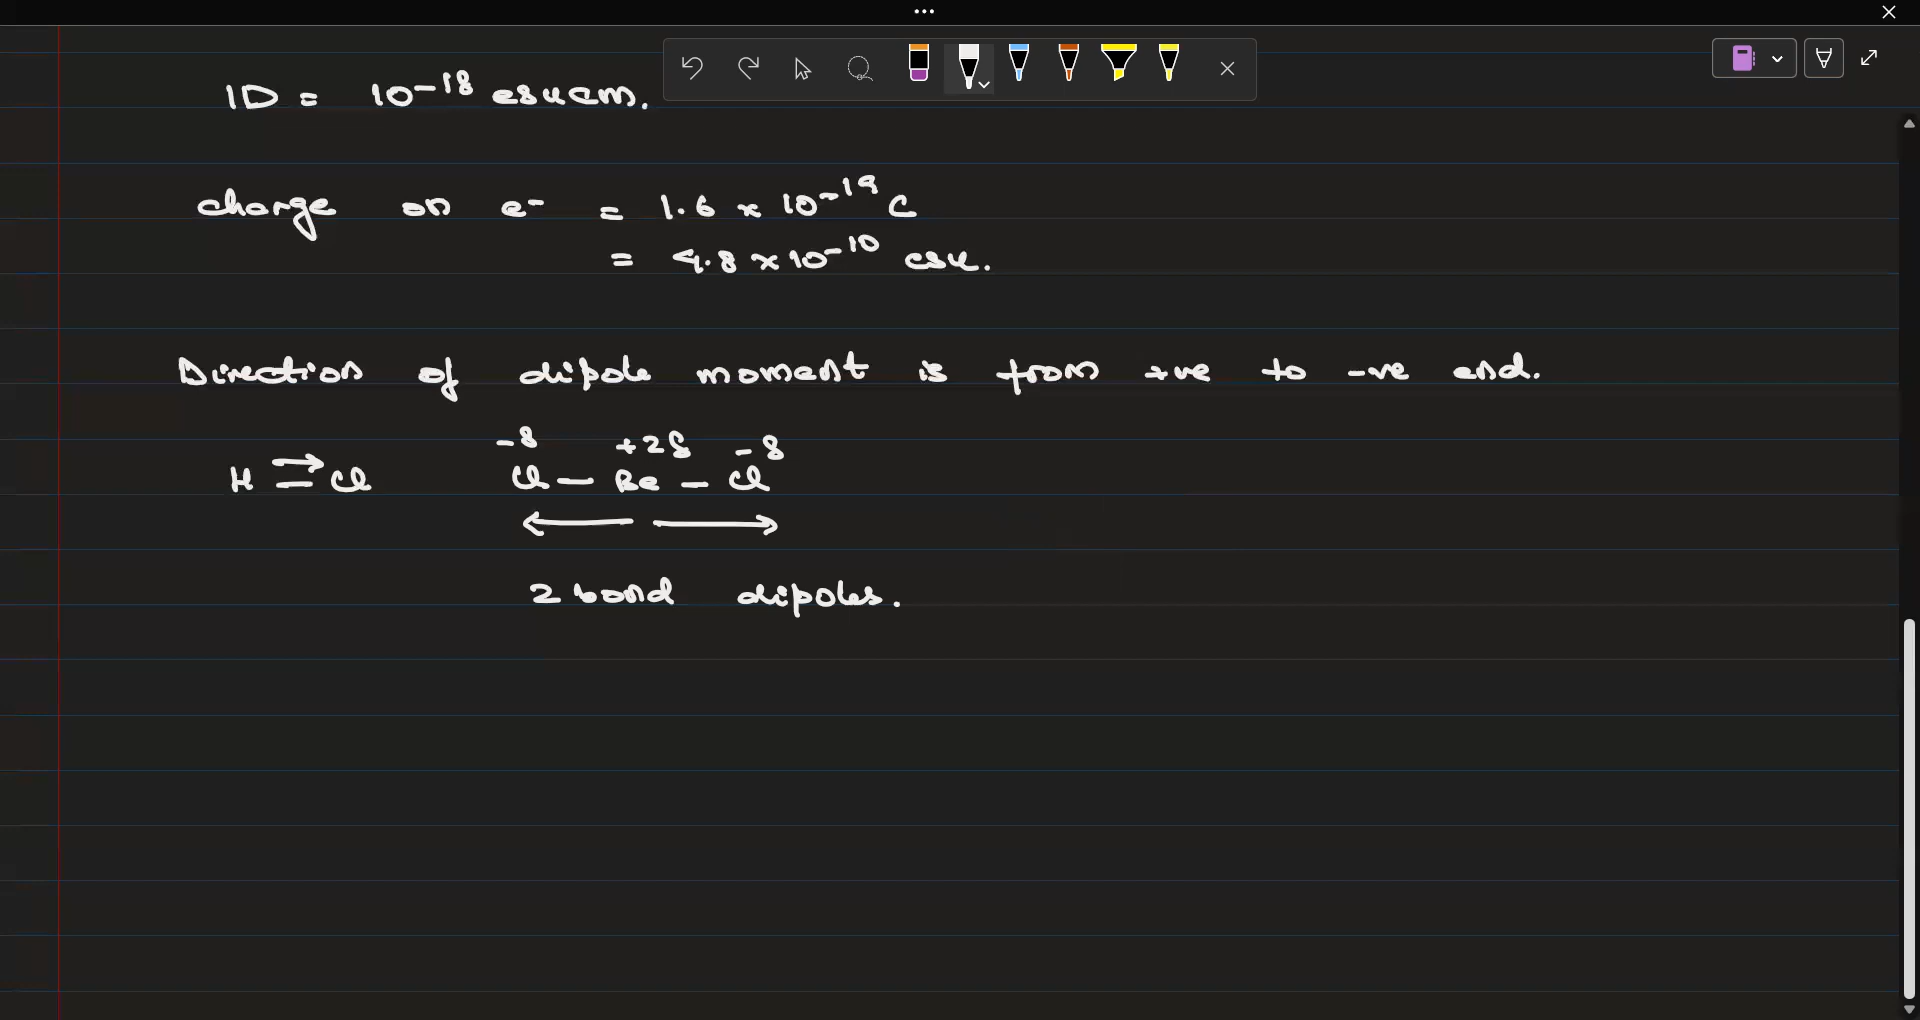 1D = 10⁻¹⁸ esu cm.
charge on e⁻ = 1.6 × 10⁻¹⁹ C
= 4.8 × 10⁻¹⁰ esu.
Direction of dipole moment is from +ve to -ve end.
-δ +2δ -δ
H — Cl Cl — Be — Cl
2 bond dipoles.